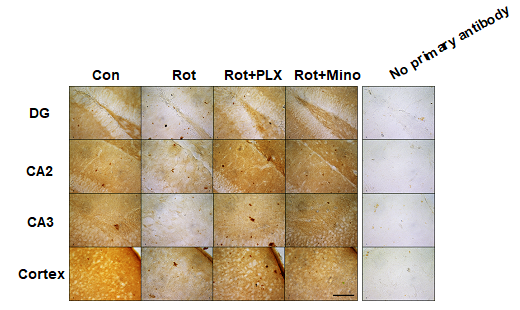 No primary antibody
Con Rot Rot+PLX Rot+Mino
DG
CA2
CA3
Cortex